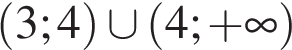 (3; 4) ∪ (4; +∞)